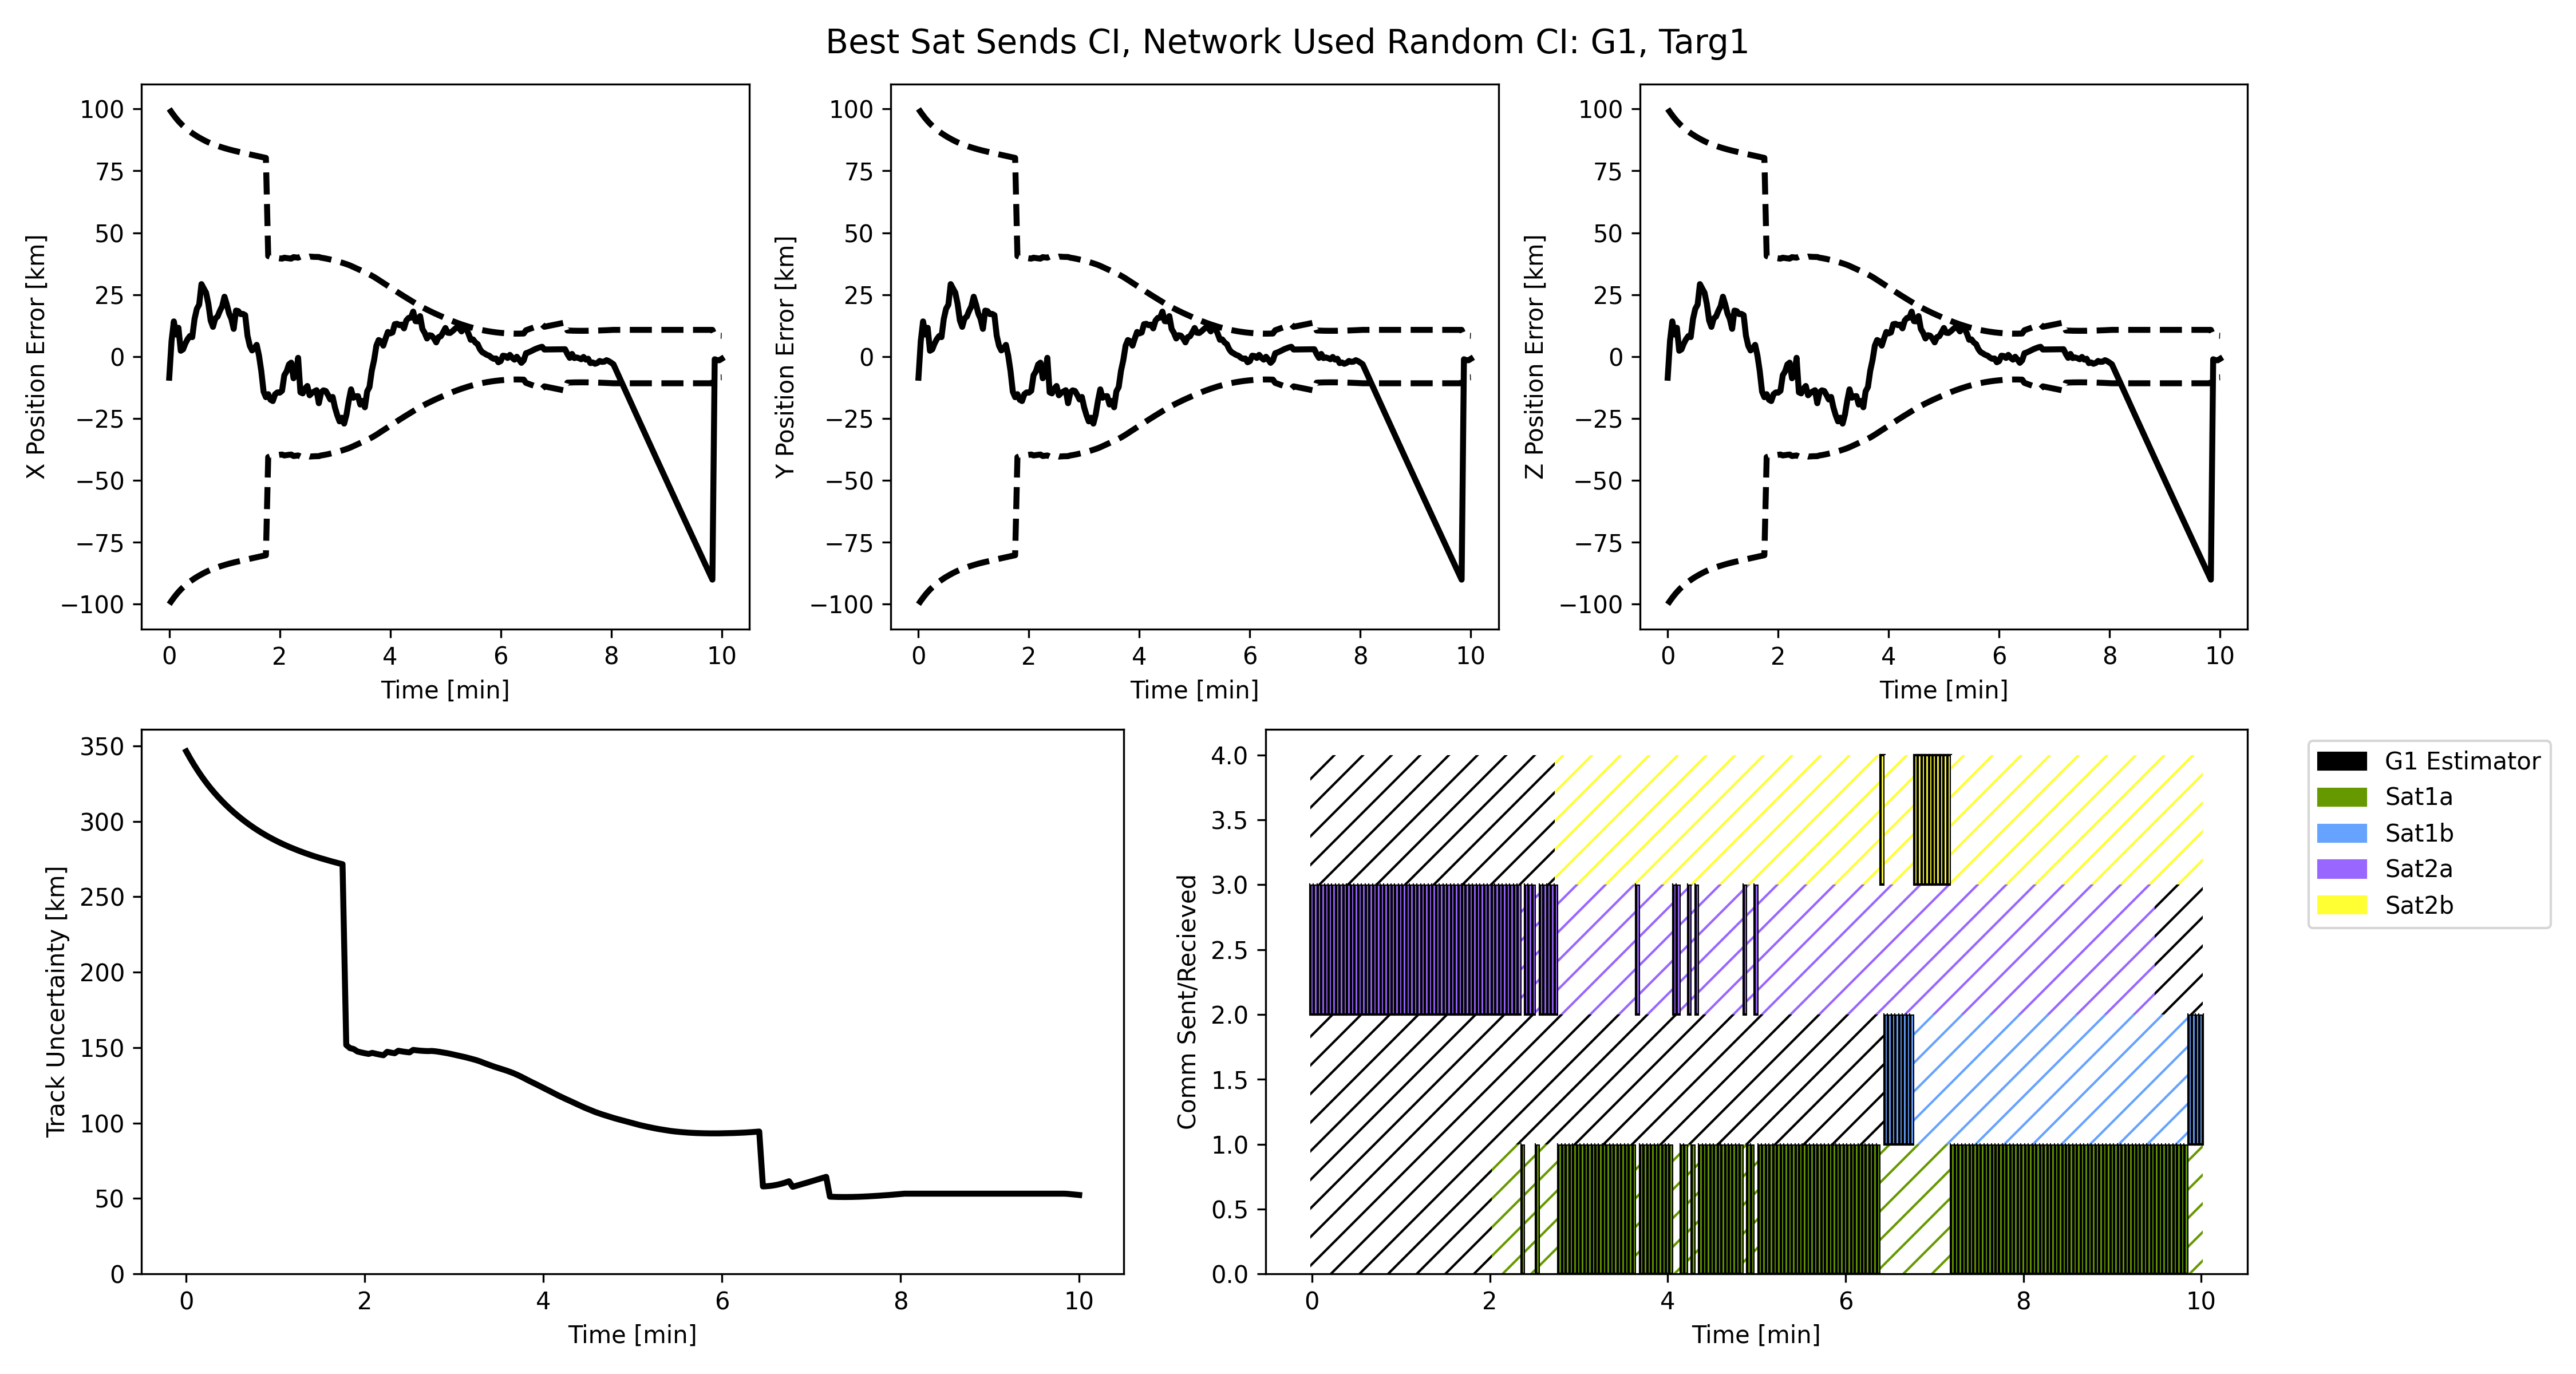 Best Sat Sends CI, Network Used Random CI: G1, Targ1
X Position Error [km]
100
75
50
25
0
−25
−50
−75
−100
0 2 4 6 8 10
Time [min]
Y Position Error [km]
100
75
50
25
0
−25
−50
−75
−100
0 2 4 6 8 10
Time [min]
Z Position Error [km]
100
75
50
25
0
−25
−50
−75
−100
0 2 4 6 8 10
Time [min]
Track Uncertainty [km]
350
300
250
200
150
100
50
0
0 2 4 6 8 10
Time [min]
Comm Sent/Recieved
4.0
3.5
3.0
2.5
2.0
1.5
1.0
0.5
0.0
0 2 4 6 8 10
Time [min]
G1 Estimator
Sat1a
Sat1b
Sat2a
Sat2b